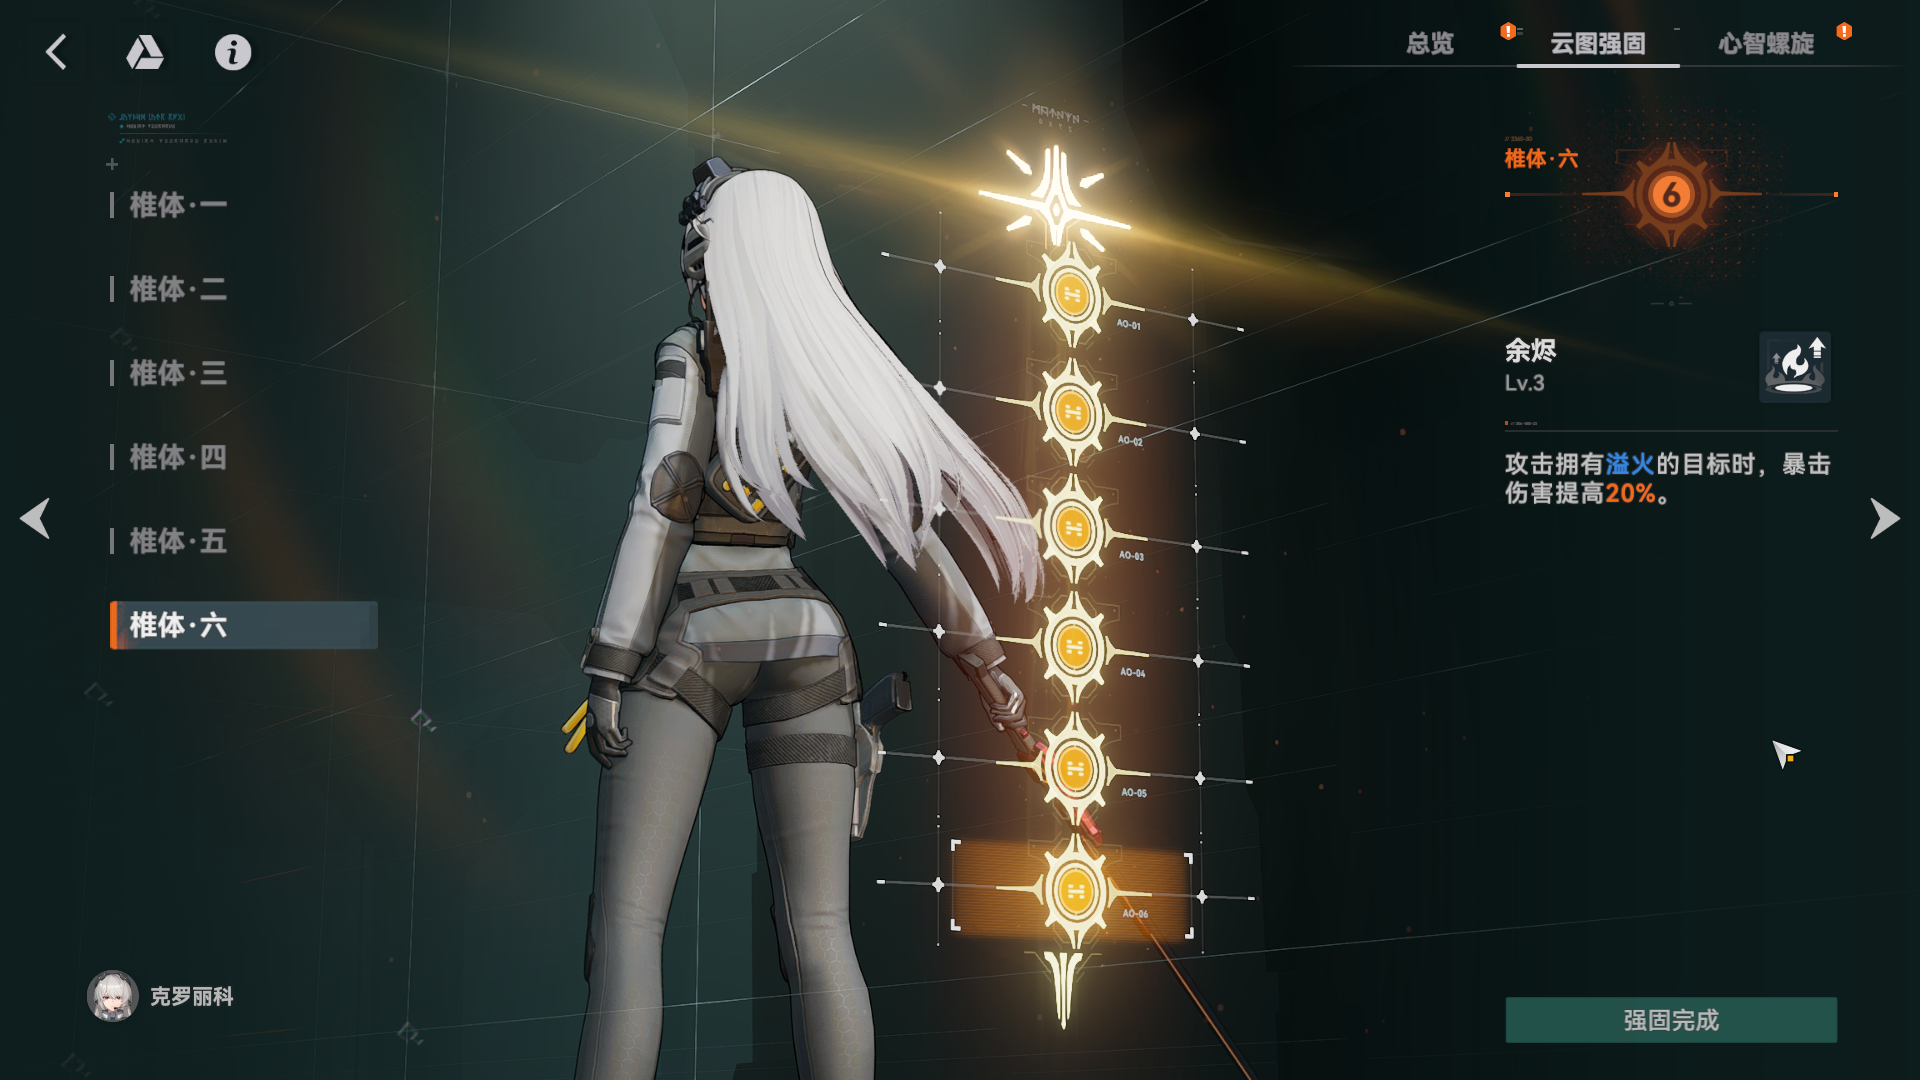 总览
云图强固
心智螺旋
椎体·一
椎体·二
椎体·三
椎体·四
椎体·五
椎体·六
克罗丽科
AO-01
AO-02
AO-03
AO-04
AO-05
AO-06
椎体·六
6
余烬
Lv.3
攻击拥有溢火的目标时，暴击
伤害提高20%。
强固完成